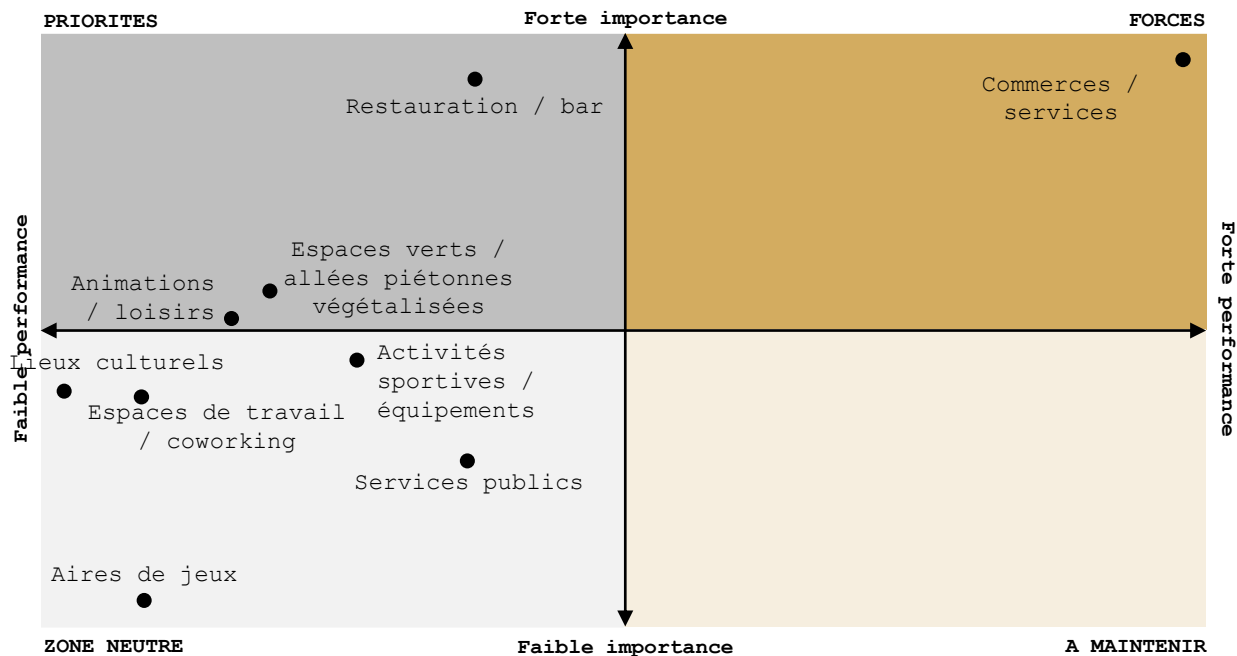 PRIORITES
Forte importance
FORCES
Commerces /
services
Restauration / bar
Espaces verts /
allées piétonnes
végétalisées
Animations
/ loisirs
Faible performance
Forte performance
Lieux culturels
Activités
sportives /
équipements
Espaces de travail
/ coworking
Services publics
Aires de jeux
ZONE NEUTRE
Faible importance
A MAINTENIR